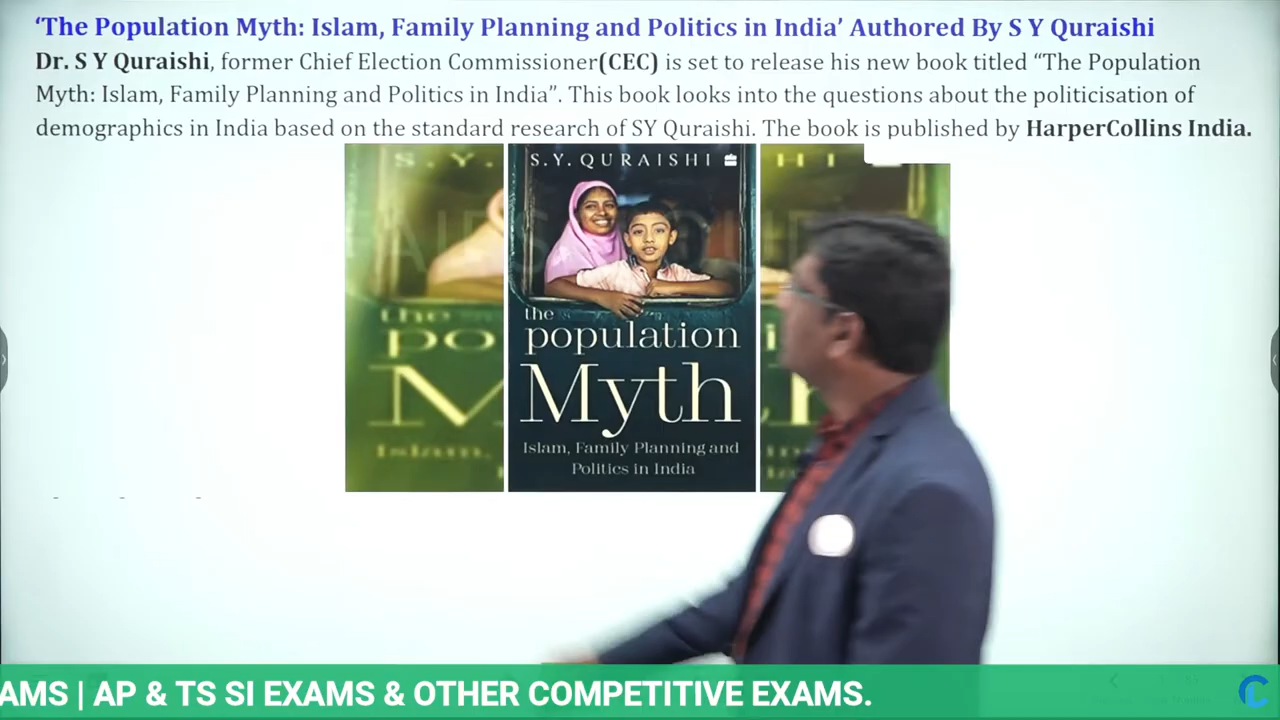 ‘The Population Myth: Islam, Family Planning and Politics in India’ Authored By S Y Quraishi
Dr. S Y Quraishi, former Chief Election Commissioner(CEC) is set to release his new book titled “The Population
Myth: Islam, Family Planning and Politics in India”. This book looks into the questions about the politicisation of
demographics in India based on the standard research of SY Quraishi. The book is published by HarperCollins India.
S.Y.
S.Y. QURAISHI
HI
the
population
Myth
Islam, Family Planning and
Politics in India
the
po
M
Islam,
AMS | AP & TS SI EXAMS & OTHER COMPETITIVE EXAMS.